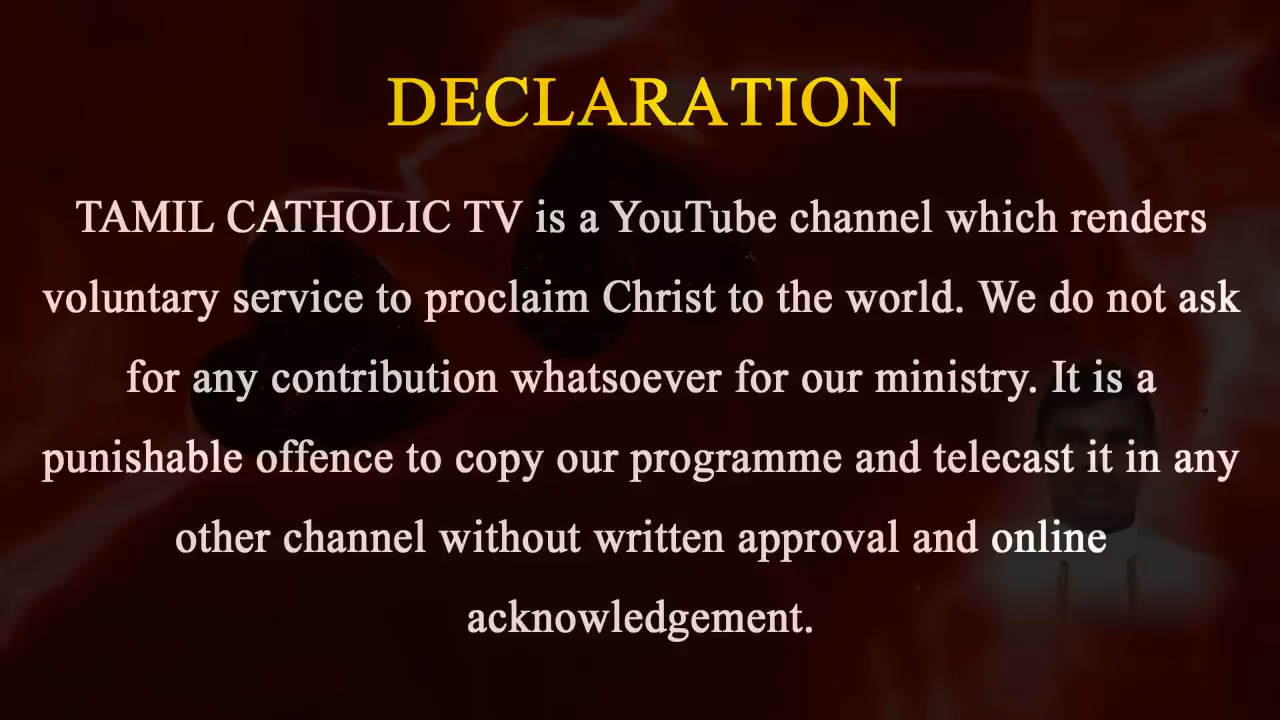 DECLARATION
TAMIL CATHOLIC TV is a YouTube channel which renders
voluntary service to proclaim Christ to the world. We do not ask
for any contribution whatsoever for our ministry. It is a
punishable offence to copy our programme and telecast it in any
other channel without written approval and online
acknowledgement.